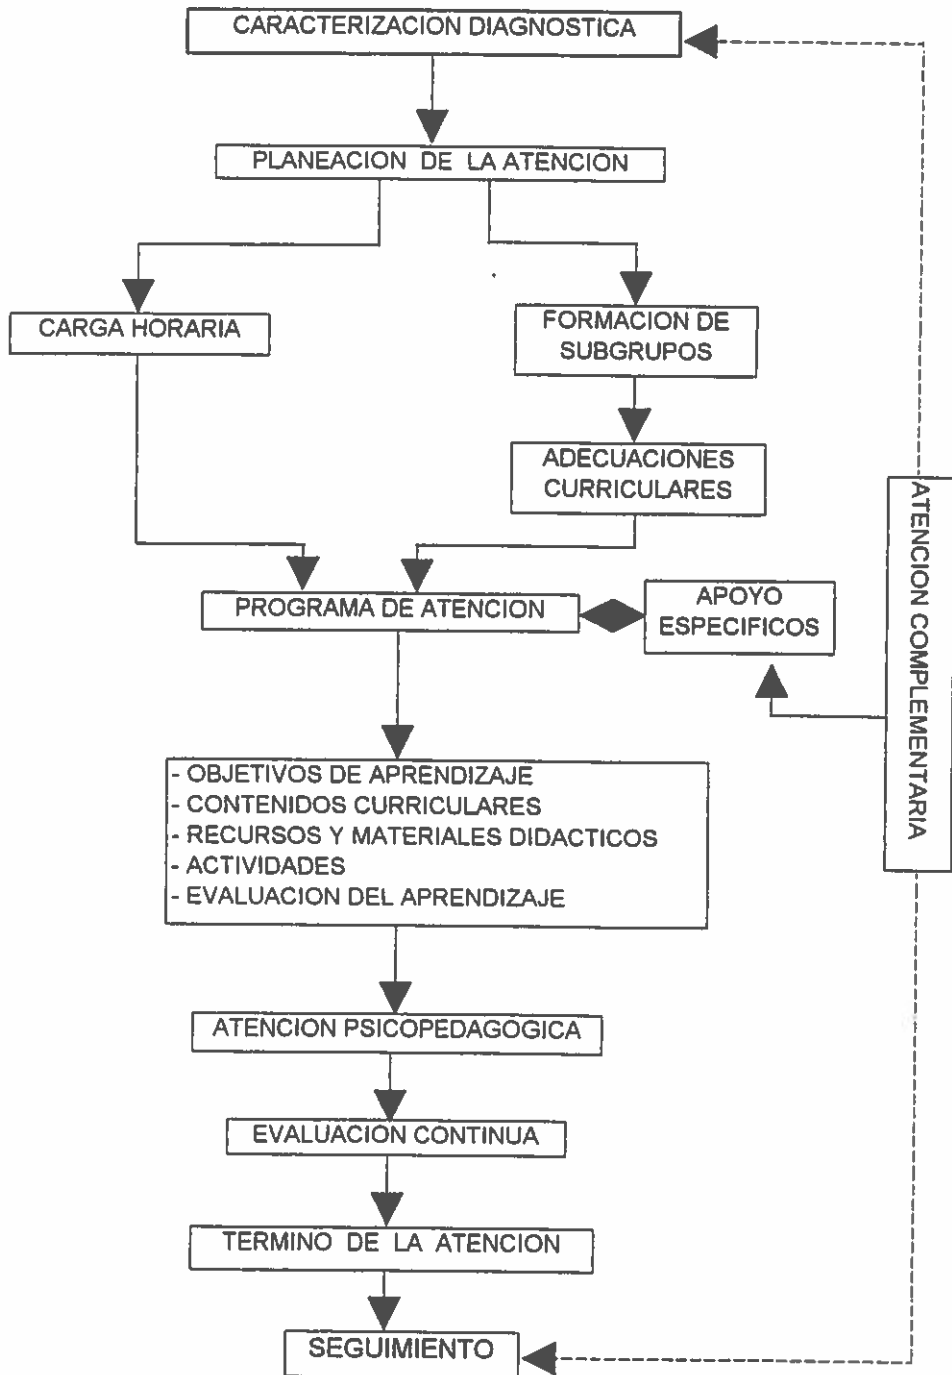 CARACTERIZACION DIAGNOSTICA
PLANEACION DE LA ATENCION
CARGA HORARIA
FORMACION DE
SUBGRUPOS
ADECUACIONES
CURRICULARES
PROGRAMA DE ATENCION
APOYO
ESPECIFICOS
ATENCION COMPLEMENTARIA
- OBJETIVOS DE APRENDIZAJE
- CONTENIDOS CURRICULARES
- RECURSOS Y MATERIALES DIDACTICOS
- ACTIVIDADES
- EVALUACION DEL APRENDIZAJE
ATENCION PSICOPEDAGOGICA
EVALUACION CONTINUA
TERMINO DE LA ATENCION
SEGUIMIENTO